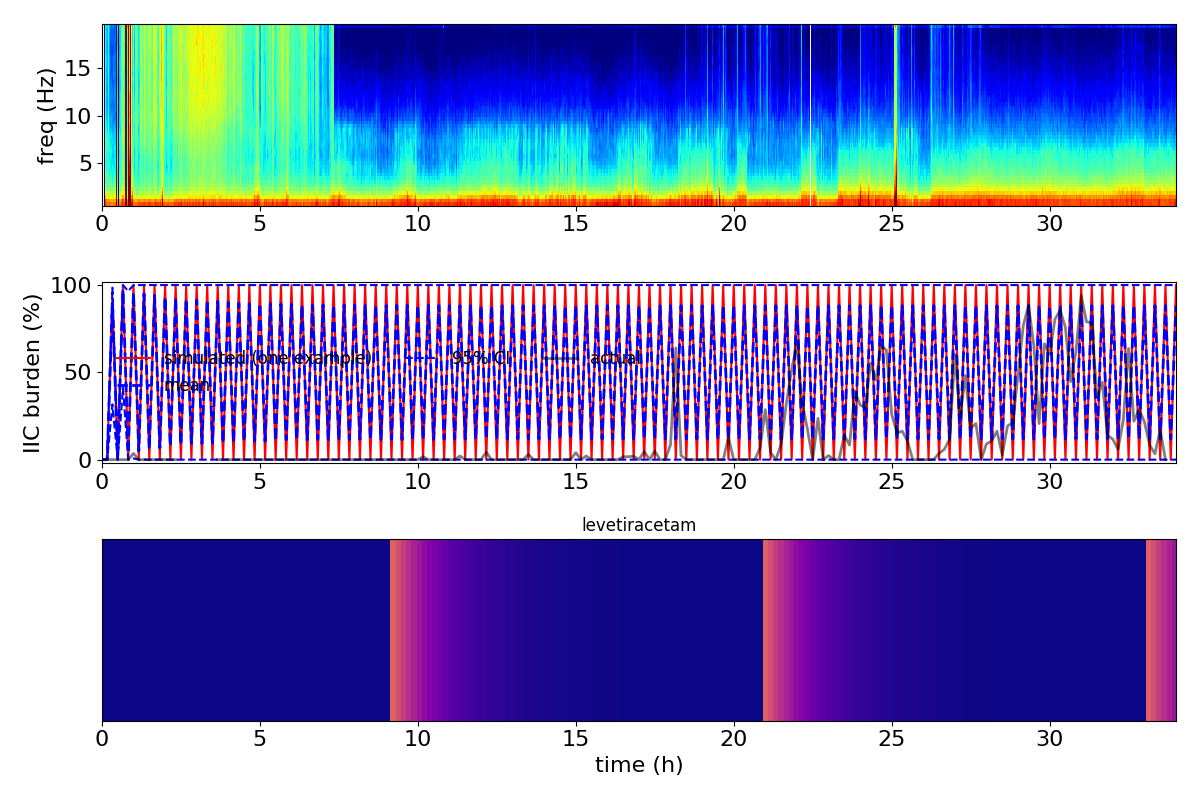 freq (Hz)
15
10
5
0 5 10 15 20 25 30
IIC burden (%)
100
50
0
simulated (one example) 95% CI actual
mean
0 5 10 15 20 25 30
levetiracetam
0 5 10 15 20 25 30
time (h)